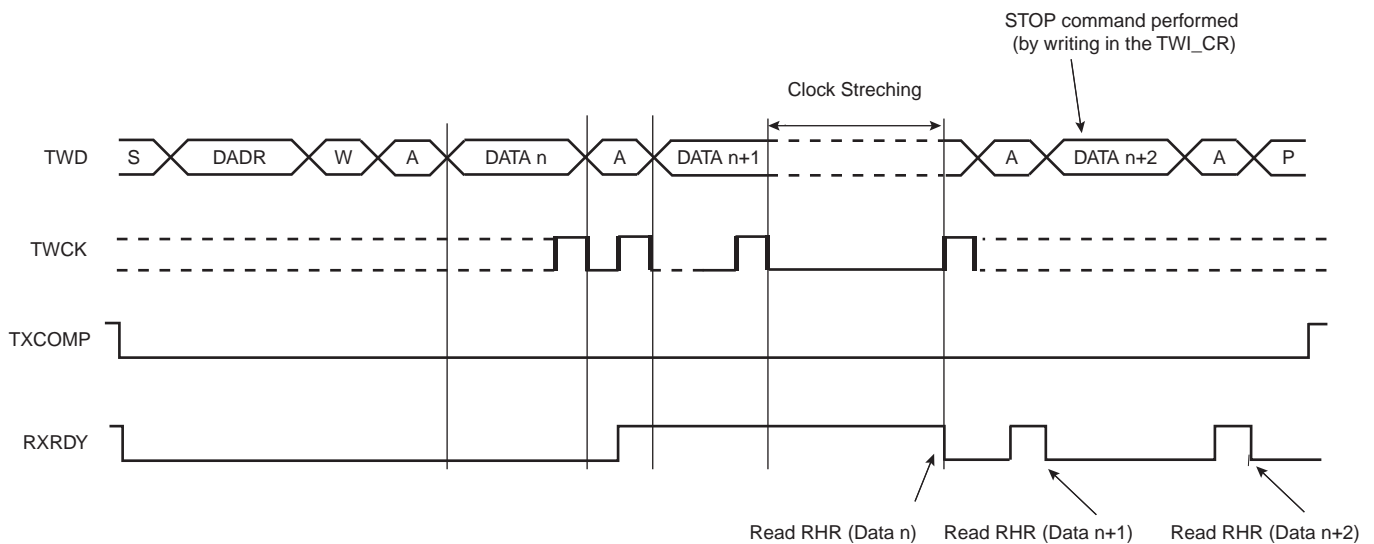 STOP command performed
(by writing in the TWI_CR)
Clock Streching
TWD S DADR W A DATA n A DATA n+1 A DATA n+2 A P
TWCK
TXCOMP
RXRDY
Read RHR (Data n) Read RHR (Data n+1) Read RHR (Data n+2)